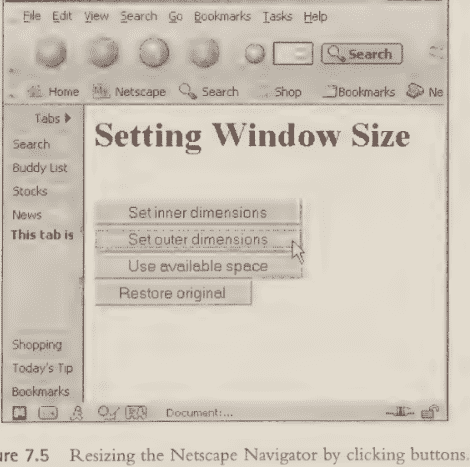 File Edit View Search Go Bookmarks Tasks Help
Search
Home Netscape Search Shop Bookmarks Ne
Tabs
Search
Buddy List
Stocks
News
This tab is
Setting Window Size
Set inner dimensions
Set outer dimensions
Use available space
Restore original
Shopping
Today's Tip
Bookmarks
Document:...
ure 7.5 Resizing the Netscape Navigator by clicking buttons.